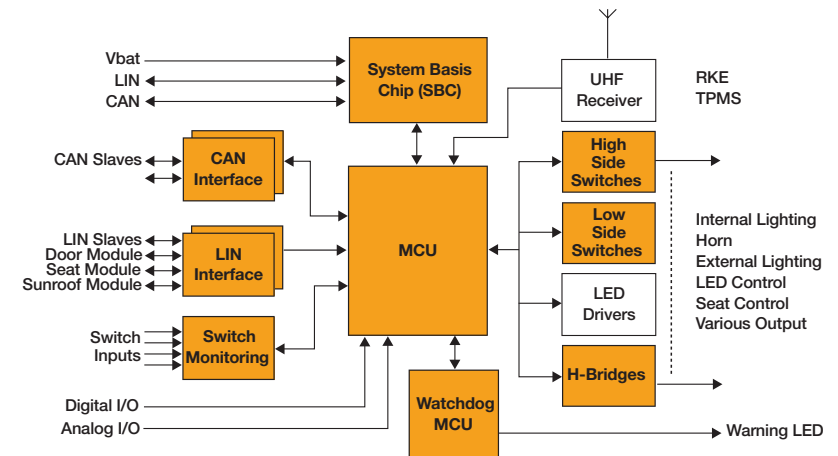 Vbat
LIN
CAN
System Basis
Chip (SBC)
UHF
Receiver
RKE
TPMS
CAN Slaves
CAN
Interface
High
Side
Switches
LIN Slaves
Door Module
Seat Module
Sunroof Module
LIN
Interface
MCU
Low
Side
Switches
Internal Lighting
Horn
External Lighting
LED Control
Seat Control
Various Output
LED
Drivers
Switch
Inputs
Switch
Monitoring
H-Bridges
Digital I/O
Analog I/O
Watchdog
MCU
Warning LED